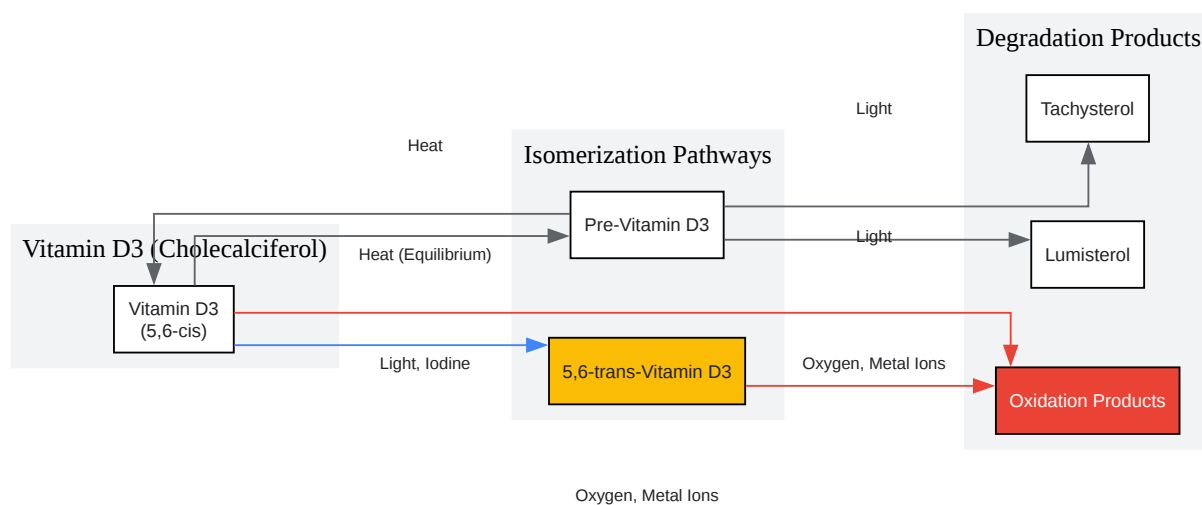 Degradation Products
Tachysterol
Light
Heat
Isomerization Pathways
Pre-Vitamin D3
Light
Lumisterol
Vitamin D3 (Cholecalciferol)
Heat (Equilibrium)
Vitamin D3
(5,6-cis)
Light, Iodine
5,6-trans-Vitamin D3
Oxygen, Metal Ions
Oxidation Products
Oxygen, Metal Ions